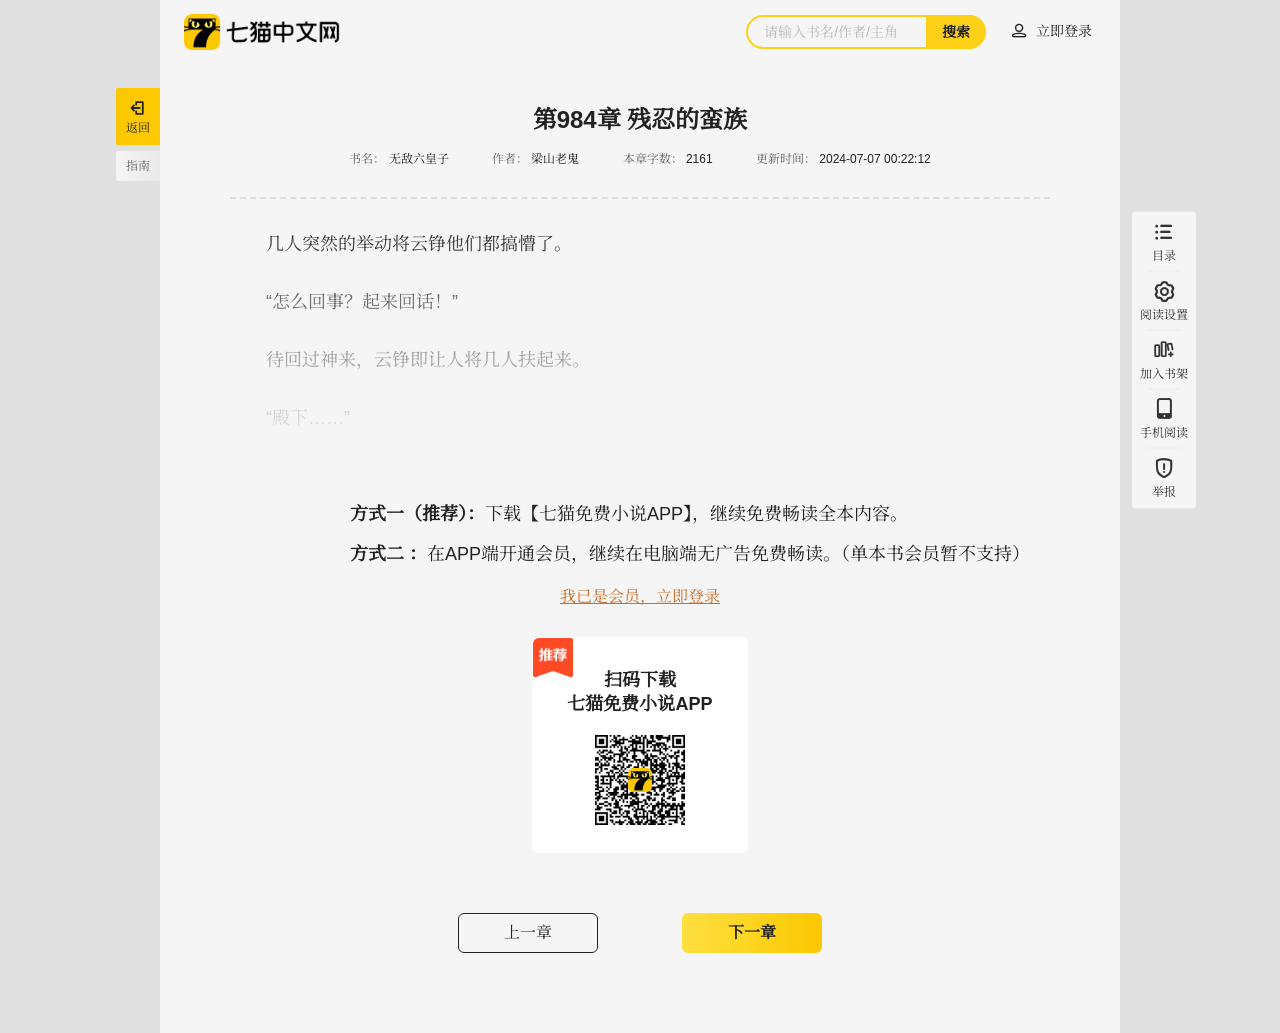 七猫中文网
请输入书名/作者/主角
搜索
立即登录
返回
指南
第984章 残忍的蛮族
书名： 无敌六皇子 作者： 梁山老鬼 本章字数： 2161 更新时间： 2024-07-07 00:22:12
几人突然的举动将云铮他们都搞懵了。
“怎么回事？起来回话！”
待回过神来，云铮即让人将几人扶起来。
“殿下……”
目录
阅读设置
加入书架
手机阅读
举报
方式一（推荐）：下载【七猫免费小说APP】，继续免费畅读全本内容。
方式二 ：在APP端开通会员，继续在电脑端无广告免费畅读。（单本书会员暂不支持）
我已是会员，立即登录
推荐
扫码下载
七猫免费小说APP
上一章
下一章